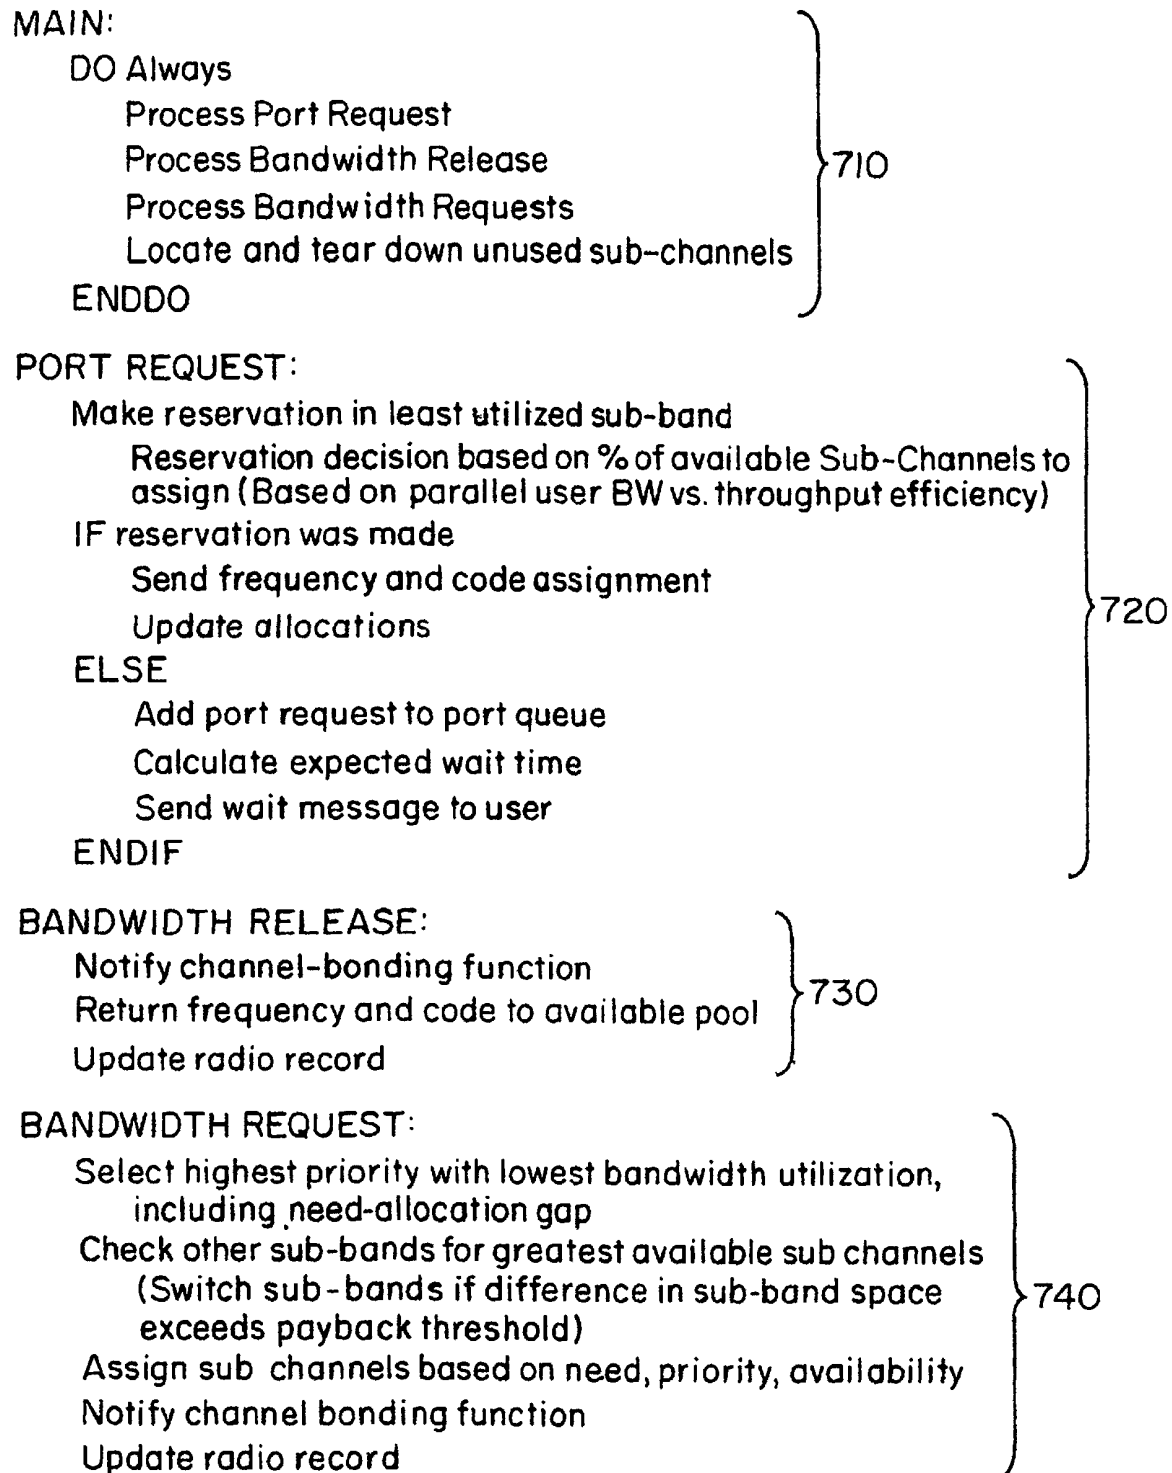 MAIN:
DO Always
Process Port Request
Process Bandwidth Release
Process Bandwidth Requests
Locate and tear down unused sub-channels
ENDDO
710
PORT REQUEST:
Make reservation in least utilized sub-band
Reservation decision based on % of available Sub-Channels to
assign (Based on parallel user BW vs. throughput efficiency)
IF reservation was made
Send frequency and code assignment
Update allocations
ELSE
Add port request to port queue
Calculate expected wait time
Send wait message to user
ENDIF
720
BANDWIDTH RELEASE:
Notify channel-bonding function
Return frequency and code to available pool
Update radio record
730
BANDWIDTH REQUEST:
Select highest priority with lowest bandwidth utilization,
including need-allocation gap
Check other sub-bands for greatest available sub channels
(Switch sub-bands if difference in sub-band space
exceeds payback threshold)
Assign sub channels based on need, priority, availability
Notify channel bonding function
Update radio record
740